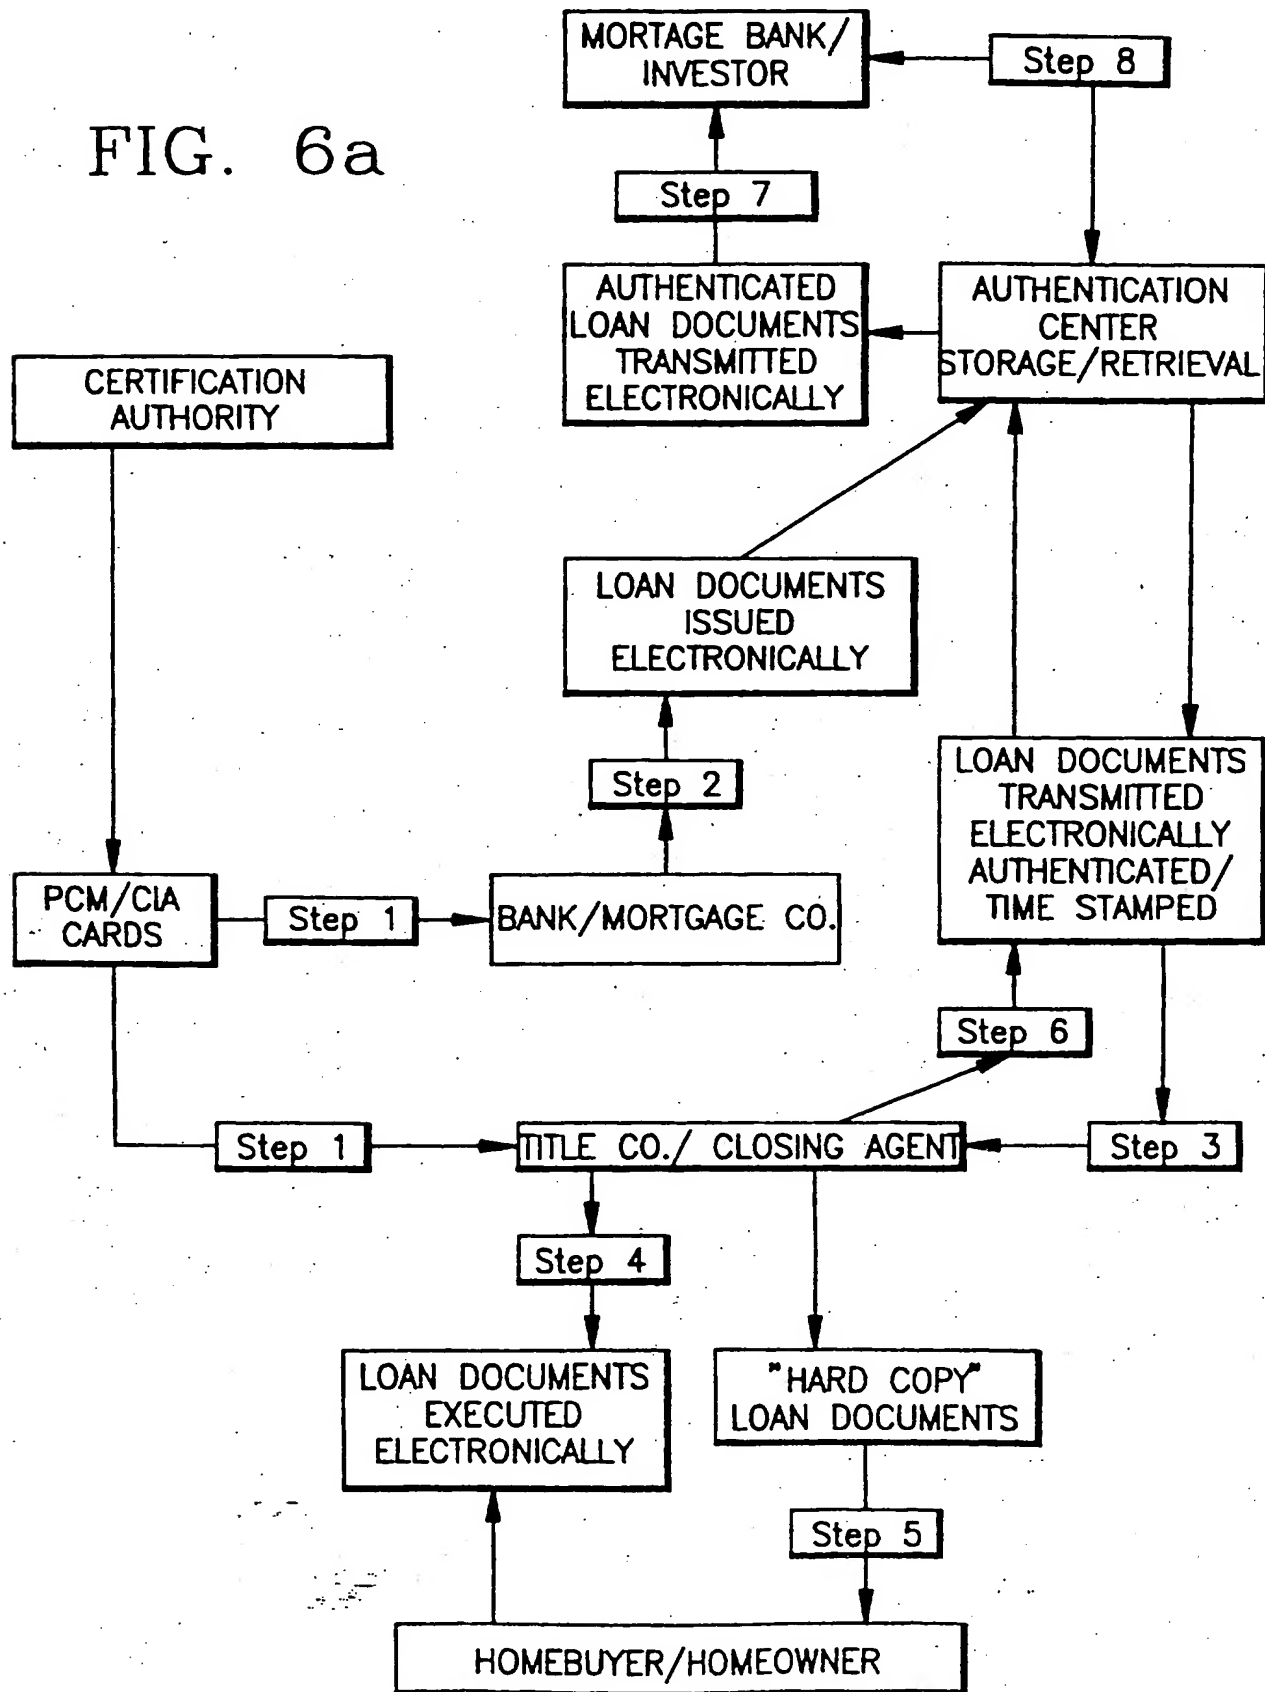 MORTAGE BANK/
INVESTOR
Step 8
FIG. 6a
Step 7
AUTHENTICATED
LOAN DOCUMENTS
TRANSMITTED
ELECTRONICALLY
AUTHENTICATION
CENTER
STORAGE/RETRIEVAL
CERTIFICATION
AUTHORITY
LOAN DOCUMENTS
ISSUED
ELECTRONICALLY
Step 2
LOAN DOCUMENTS
TRANSMITTED
ELECTRONICALLY
AUTHENTICATED/
TIME STAMPED
PCM/CIA
CARDS
Step 1
BANK/MORTGAGE CO.
Step 6
Step 1
TITLE CO./ CLOSING AGENT
Step 3
Step 4
LOAN DOCUMENTS
EXECUTED
ELECTRONICALLY
"HARD COPY"
LOAN DOCUMENTS
Step 5
HOMEBUYER/HOMEOWNER